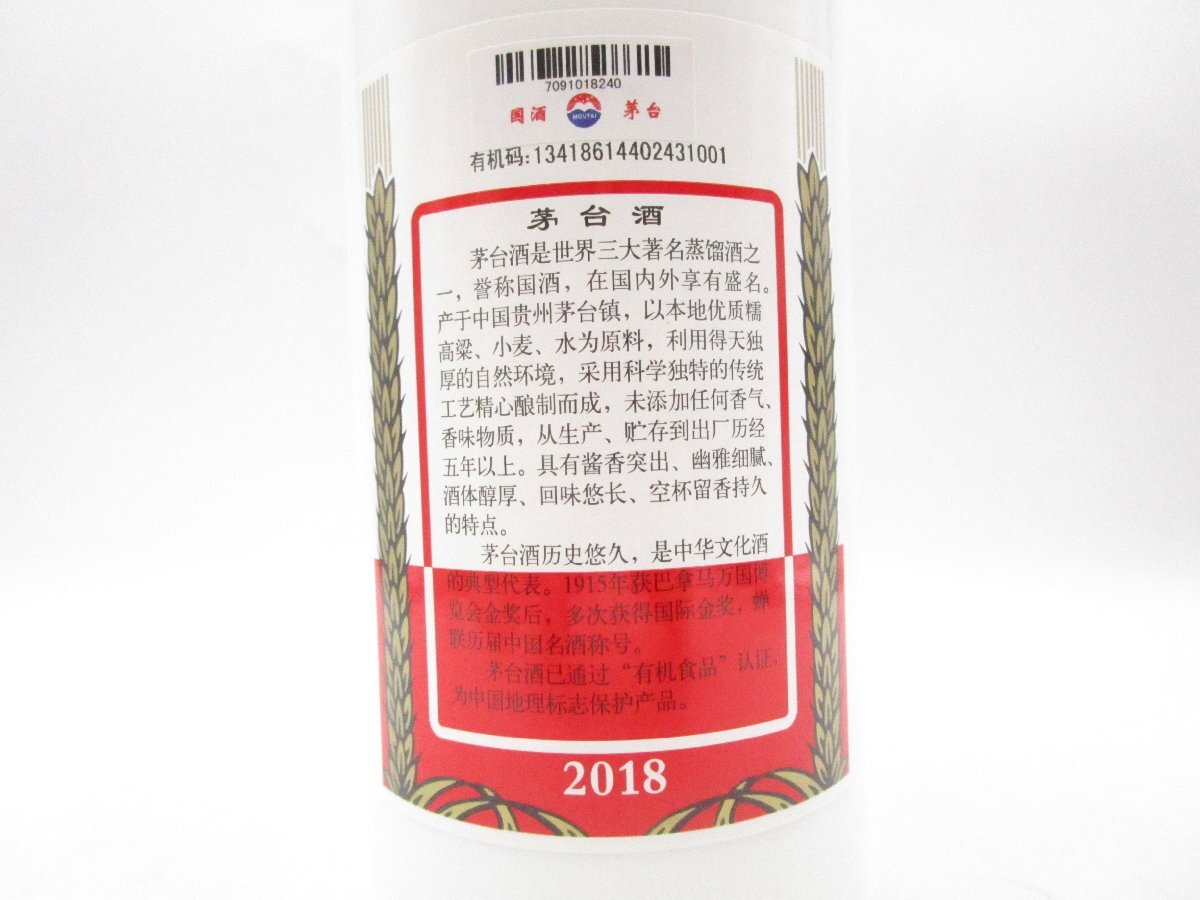 7091018240
国酒 MOUTAI 茅台
有机码:13418614402431001
茅台酒
茅台酒是世界三大著名蒸馏酒之
一，誉称国酒，在国内外享有盛名。
产于中国贵州茅台镇，以本地优质糯
高粱、小麦、水为原料，利用得天独
厚的自然环境，采用科学独特的传统
工艺精心酿制而成，未添加任何香气、
香味物质，从生产、贮存到出厂历经
五年以上。具有酱香突出、幽雅细腻、
酒体醇厚、回味悠长、空杯留香持久
的特点。
茅台酒历史悠久，是中华文化酒
的典型代表。1915年获巴拿马万国博
览会金奖后，多次获得国际金奖，蝉
联历届中国名酒称号。
茅台酒已通过“有机食品”认证，
为中国地理标志保护产品。
2018